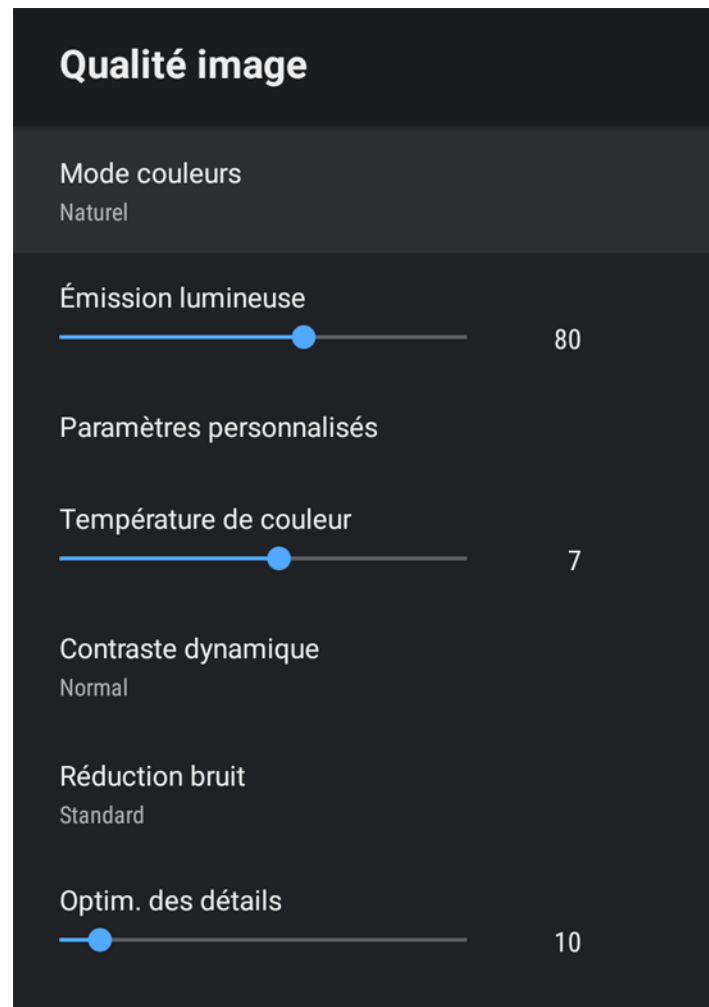 Qualité image
Mode couleurs
Naturel
Émission lumineuse
80
Paramètres personnalisés
Température de couleur
7
Contraste dynamique
Normal
Réduction bruit
Standard
Optim. des détails
10